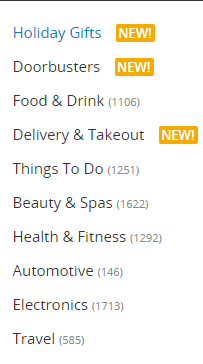 Holiday Gifts NEW!
Doorbusters NEW!
Food & Drink (1106)
Delivery & Takeout NEW!
Things To Do (1251)
Beauty & Spas (1622)
Health & Fitness (1292)
Automotive (146)
Electronics (1713)
Travel (585)